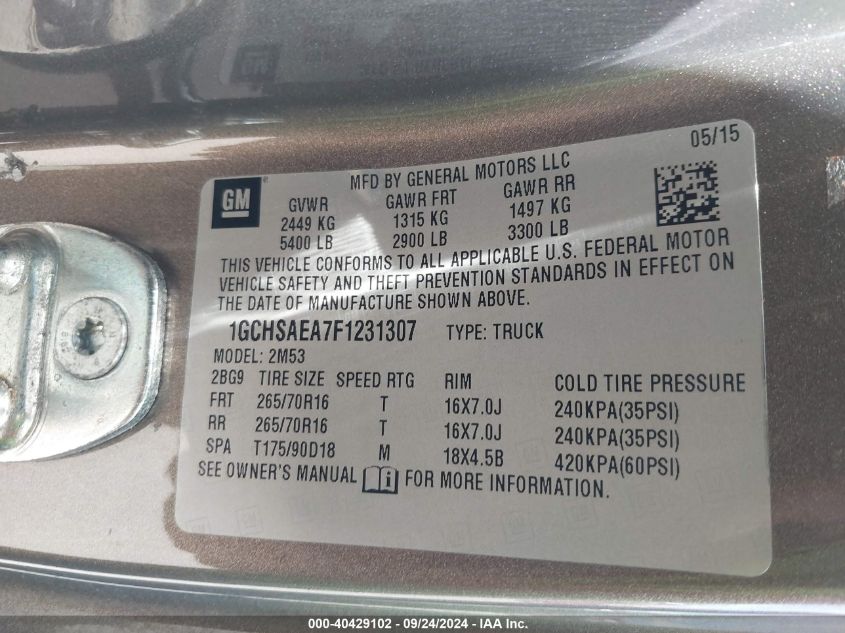 05/15
GM
MFD BY GENERAL MOTORS LLC
GVWR GAWR FRT GAWR RR
2449 KG 1315 KG 1497 KG
5400 LB 2900 LB 3300 LB
THIS VEHICLE CONFORMS TO ALL APPLICABLE U.S. FEDERAL MOTOR
VEHICLE SAFETY AND THEFT PREVENTION STANDARDS IN EFFECT ON
THE DATE OF MANUFACTURE SHOWN ABOVE.
1GCHSAEA7F1231307 TYPE: TRUCK
MODEL: 2M53
2BG9 TIRE SIZE SPEED RTG RIM COLD TIRE PRESSURE
FRT 265/70R16 T 16X7.0J 240KPA(35PSI)
RR 265/70R16 T 16X7.0J 240KPA(35PSI)
SPA T175/90D18 M 18X4.5B 420KPA(60PSI)
SEE OWNER'S MANUAL i FOR MORE INFORMATION.
000-40429102 - 09/24/2024 - IAA Inc.